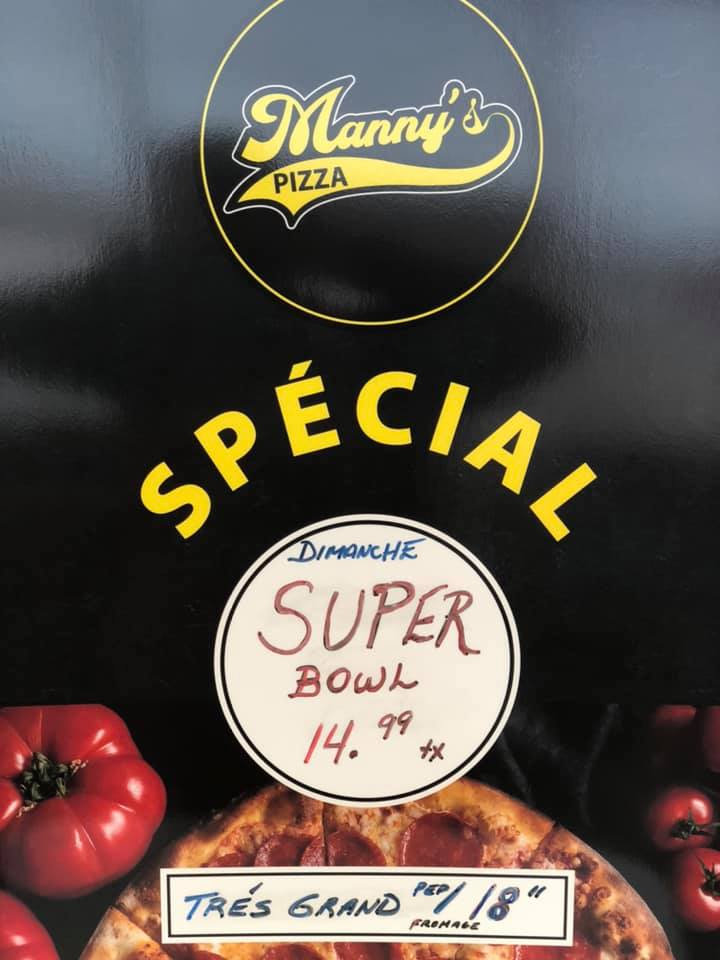 Manny's
PIZZA
SPÉCIAL
DIMANCHE
SUPER
BOWL
14.99 tx
TRÉS GRAND PEP/FROMAGE 18"